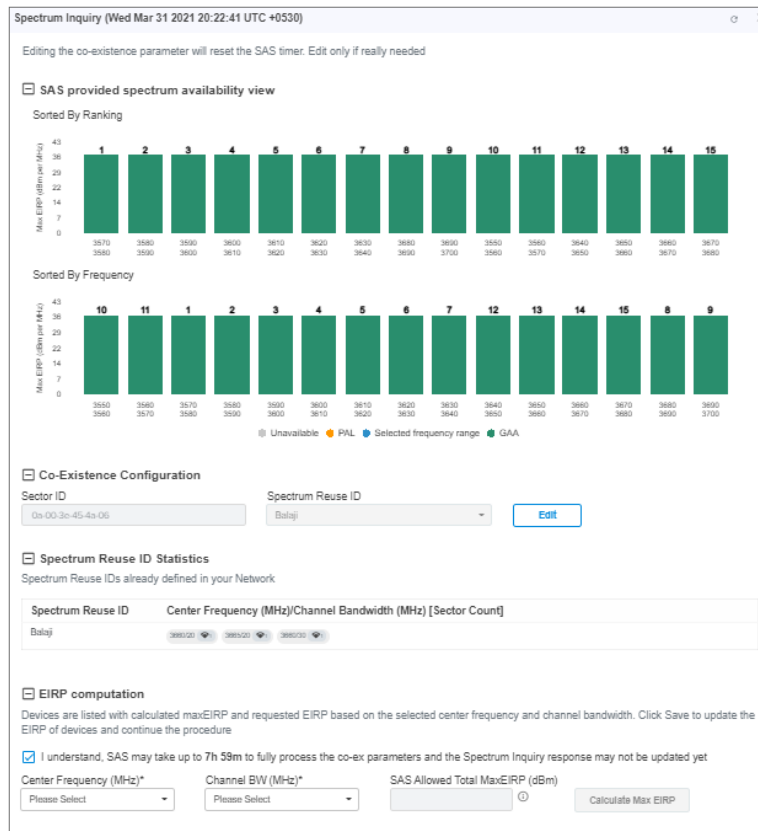 Spectrum Inquiry (Wed Mar 31 2021 20:22:41 UTC +0530)
Editing the co-existence parameter will reset the SAS timer. Edit only if really needed
SAS provided spectrum availability view
Sorted By Ranking
Max EIRP (dBm per MHz)
43
36
29
22
14
7
0
1 2 3 4 5 6 7 8 9 10 11 12 13 14 15
3570 3580 3590 3600 3610 3620 3630 3680 3690 3550 3560 3640 3650 3660 3670
3580 3590 3600 3610 3620 3630 3640 3690 3700 3560 3570 3650 3660 3670 3680
Sorted By Frequency
Max EIRP (dBm per MHz)
43
36
29
22
14
7
0
10 11 1 2 3 4 5 6 7 12 13 14 15 8 9
3550 3560 3570 3580 3590 3600 3610 3620 3630 3640 3650 3660 3670 3680 3690
3560 3570 3580 3590 3600 3610 3620 3630 3640 3650 3660 3670 3680 3690 3700
Unavailable PAL Selected frequency range GAA
Co-Existence Configuration
Sector ID Spectrum Reuse ID
0a-00-3e-45-4a-06 Balaji Edit
Spectrum Reuse ID Statistics
Spectrum Reuse IDs already defined in your Network
Spectrum Reuse ID Center Frequency (MHz)/Channel Bandwidth (MHz) [Sector Count]
Balaji
EIRP computation
Devices are listed with calculated maxEIRP and requested EIRP based on the selected center frequency and channel bandwidth. Click Save to update the
EIRP of devices and continue the procedure
I understand, SAS may take up to 7h 59m to fully process the co-ex parameters and the Spectrum Inquiry response may not be updated yet
Center Frequency (MHz)* Channel BW (MHz)* SAS Allowed Total MaxEIRP (dBm)
Please Select Please Select Calculate Max EIRP